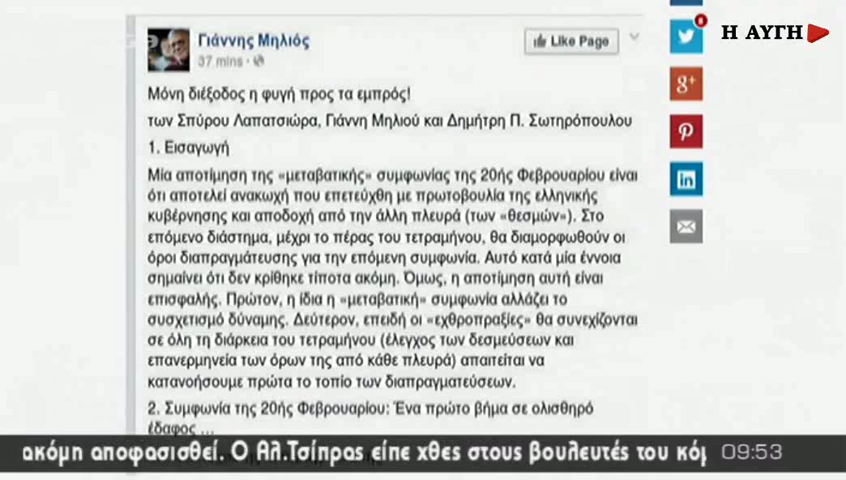 Γιάννης Μηλιός
Like Page
37 mins ·
8
Η ΑΥΓΗ
g+
in
Μόνη διέξοδος η φυγή προς τα εμπρός!
των Σπύρου Λαπατσιώρα, Γιάννη Μηλιού και Δημήτρη Π. Σωτηρόπουλου
1. Εισαγωγή
Μία αποτίμηση της «μεταβατικής» συμφωνίας της 20ής Φεβρουαρίου είναι
ότι αποτελεί ανακωχή που επετεύχθη με πρωτοβουλία της ελληνικής
κυβέρνησης και αποδοχή από την άλλη πλευρά (των «θεσμών»). Στο
επόμενο διάστημα, μέχρι το πέρας του τετραμήνου, θα διαμορφωθούν οι
όροι διαπραγμάτευσης για την επόμενη συμφωνία. Αυτό κατά μία έννοια
σημαίνει ότι δεν κρίθηκε τίποτα ακόμη. Όμως, η αποτίμηση αυτή είναι
επισφαλής. Πρώτον, η ίδια η «μεταβατική» συμφωνία αλλάζει το
συσχετισμό δύναμης. Δεύτερον, επειδή οι «εχθροπραξίες» θα συνεχίζονται
σε όλη τη διάρκεια του τετραμήνου (έλεγχος των δεσμεύσεων και
επανερμηνεία των όρων της από κάθε πλευρά) απαιτείται να
κατανοήσουμε πρώτα το τοπίο των διαπραγματεύσεων.
2. Συμφωνία της 20ής Φεβρουαρίου: Ένα πρώτο βήμα σε ολισθηρό
έδαφος ...
ακόμη αποφασισθεί. Ο Αλ.Τσίπρας είπε χθες στους βουλευτές του κόμ
09:53